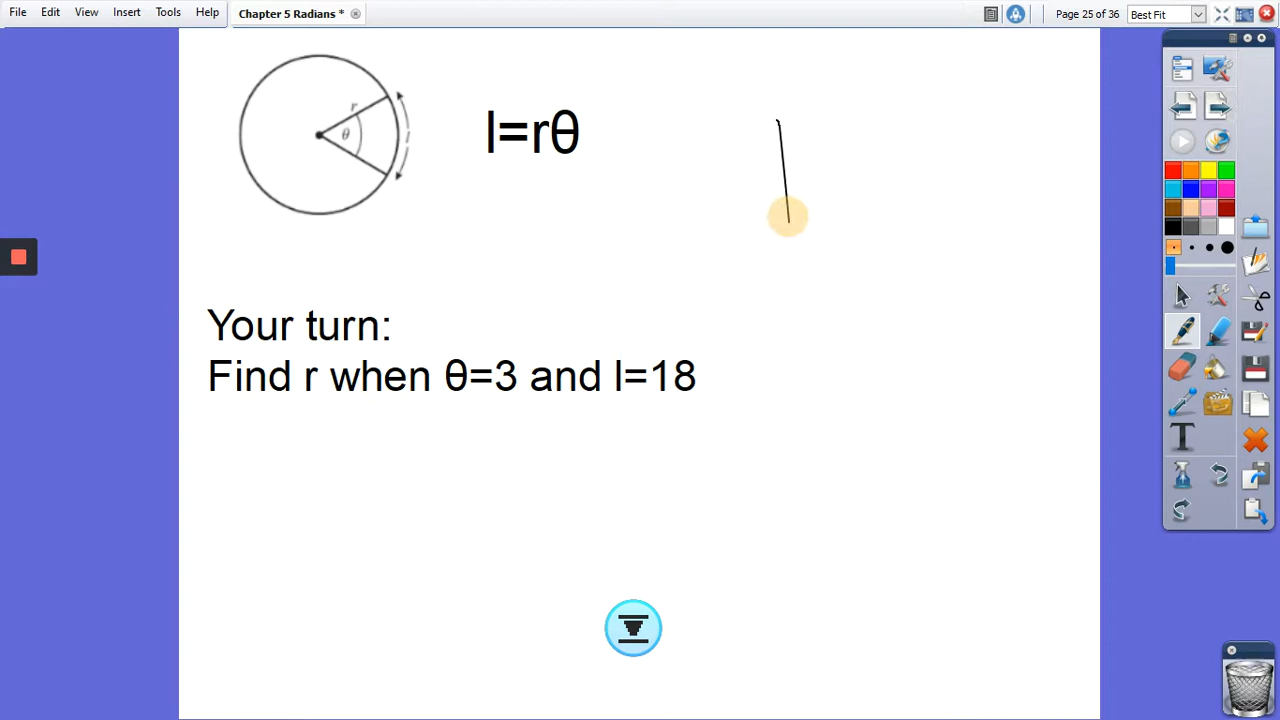 File Edit View Insert Tools Help
Chapter 5 Radians *
Page 25 of 36
Best Fit
r
θ
l
l=rθ
Your turn:
Find r when θ=3 and l=18
T